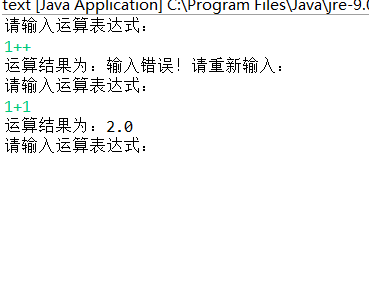 text [Java Application] C:\Program Files\Java\jre-9.0
请输入运算表达式：
1++
运算结果为：输入错误！请重新输入：
请输入运算表达式：
1+1
运算结果为：2.0
请输入运算表达式：